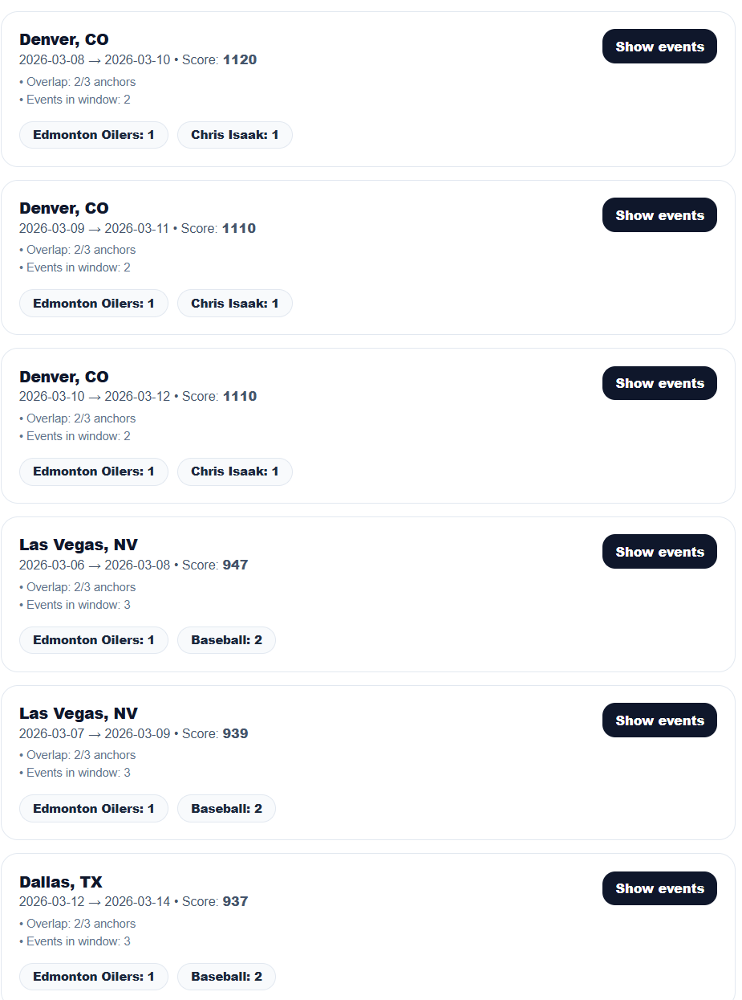 Denver, CO
Show events
2026-03-08 → 2026-03-10 • Score: 1120
• Overlap: 2/3 anchors
• Events in window: 2
Edmonton Oilers: 1 Chris Isaak: 1
Denver, CO
Show events
2026-03-09 → 2026-03-11 • Score: 1110
• Overlap: 2/3 anchors
• Events in window: 2
Edmonton Oilers: 1 Chris Isaak: 1
Denver, CO
Show events
2026-03-10 → 2026-03-12 • Score: 1110
• Overlap: 2/3 anchors
• Events in window: 2
Edmonton Oilers: 1 Chris Isaak: 1
Las Vegas, NV
Show events
2026-03-06 → 2026-03-08 • Score: 947
• Overlap: 2/3 anchors
• Events in window: 3
Edmonton Oilers: 1 Baseball: 2
Las Vegas, NV
Show events
2026-03-07 → 2026-03-09 • Score: 939
• Overlap: 2/3 anchors
• Events in window: 3
Edmonton Oilers: 1 Baseball: 2
Dallas, TX
Show events
2026-03-12 → 2026-03-14 • Score: 937
• Overlap: 2/3 anchors
• Events in window: 3
Edmonton Oilers: 1 Baseball: 2